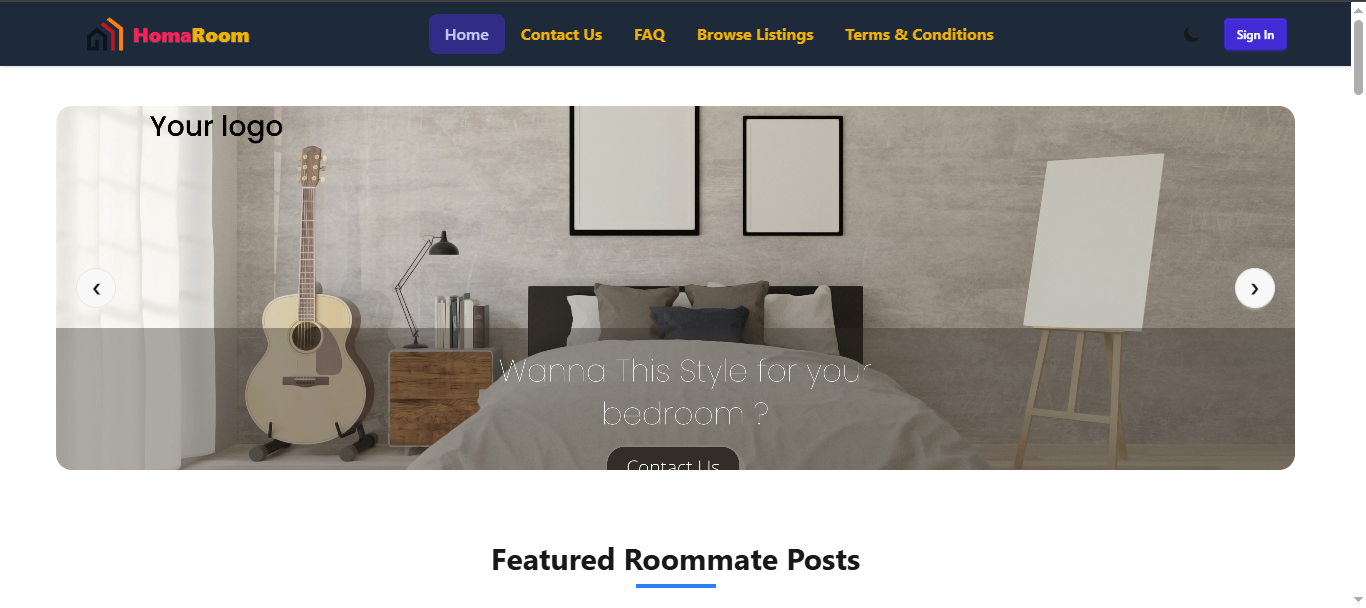 HomaRoom
Home
Contact Us
FAQ
Browse Listings
Terms & Conditions
Sign In
Your logo
Wanna This Style for your
bedroom ?
Contact Us
Featured Roommate Posts